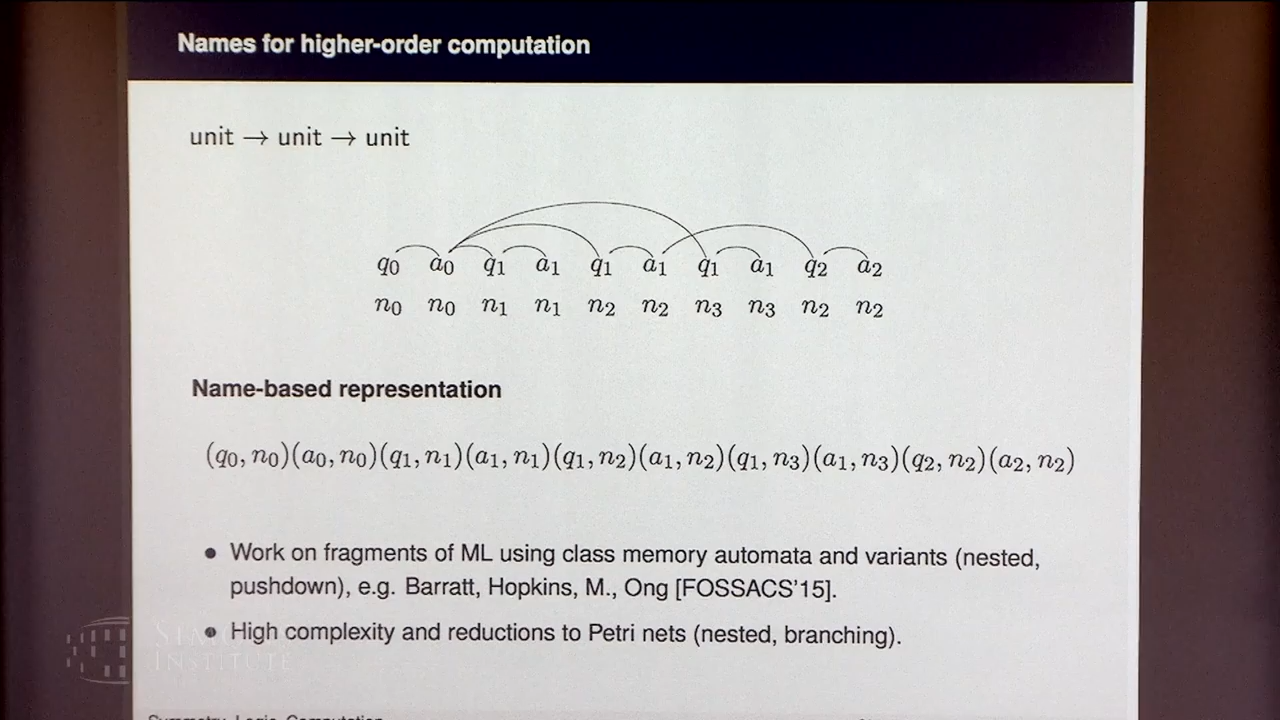 Names for higher-order computation
unit → unit → unit
q₀ a₀ q₁ a₁ q₁ a₁ q₁ a₁ q₂ a₂
n₀ n₀ n₁ n₁ n₂ n₂ n₃ n₃ n₂ n₂
Name-based representation
(q₀, n₀)(a₀, n₀)(q₁, n₁)(a₁, n₁)(q₁, n₂)(a₁, n₂)(q₁, n₃)(a₁, n₃)(q₂, n₂)(a₂, n₂)
• Work on fragments of ML using class memory automata and variants (nested,
pushdown), e.g. Barratt, Hopkins, M., Ong [FOSSACS'15].
• High complexity and reductions to Petri nets (nested, branching).
INSTITUTE
Symmetry, Logic, Computation